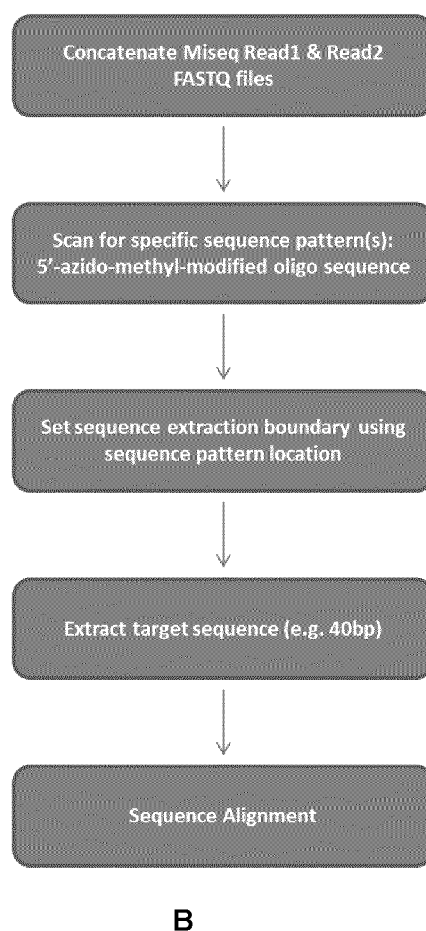 Concatenate Miseq Read1 & Read2
FASTQ files
Scan for specific sequence pattern(s):
5'-azido-methyl-modified oligo sequence
Set sequence extraction boundary using
sequence pattern location
Extract target sequence (e.g. 40bp)
Sequence Alignment
B